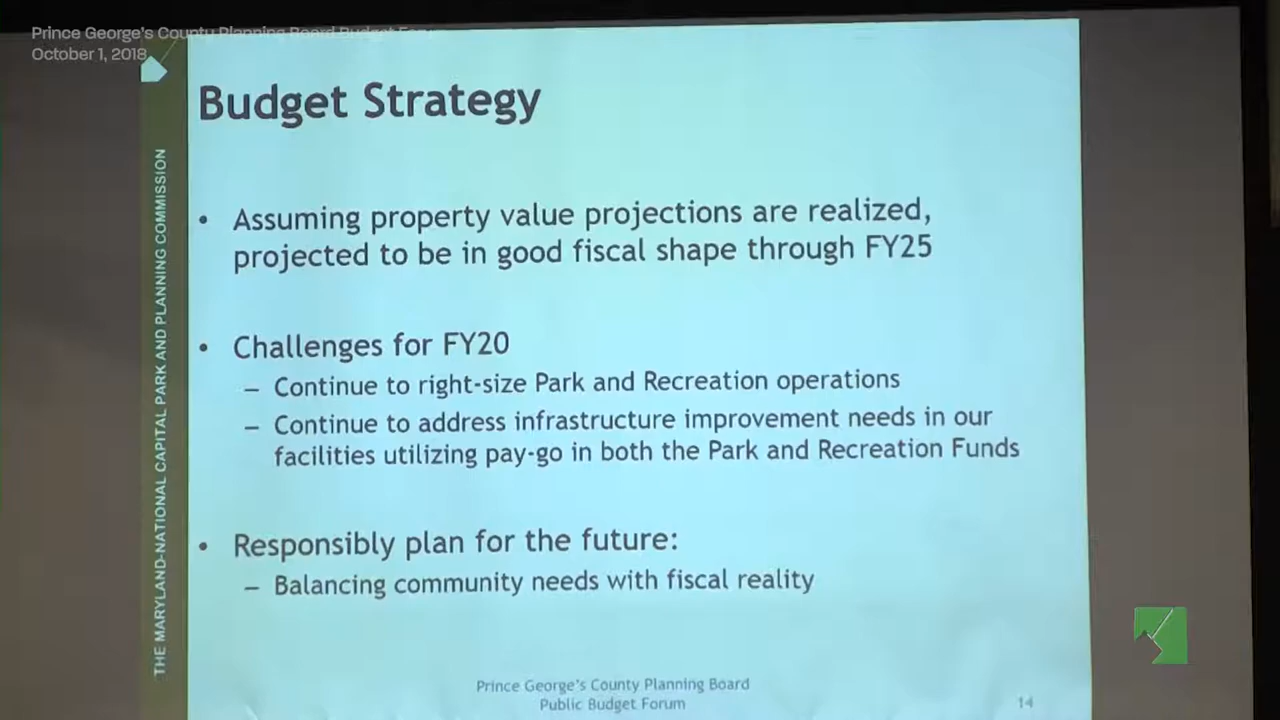 Prince George's County Planning Board Budget
October 1, 2018
THE MARYLAND-NATIONAL CAPITAL PARK AND PLANNING COMMISSION
Budget Strategy
• Assuming property value projections are realized,
projected to be in good fiscal shape through FY25
• Challenges for FY20
– Continue to right-size Park and Recreation operations
– Continue to address infrastructure improvement needs in our
facilities utilizing pay-go in both the Park and Recreation Funds
• Responsibly plan for the future:
– Balancing community needs with fiscal reality
Prince George's County Planning Board
Public Budget Forum
14